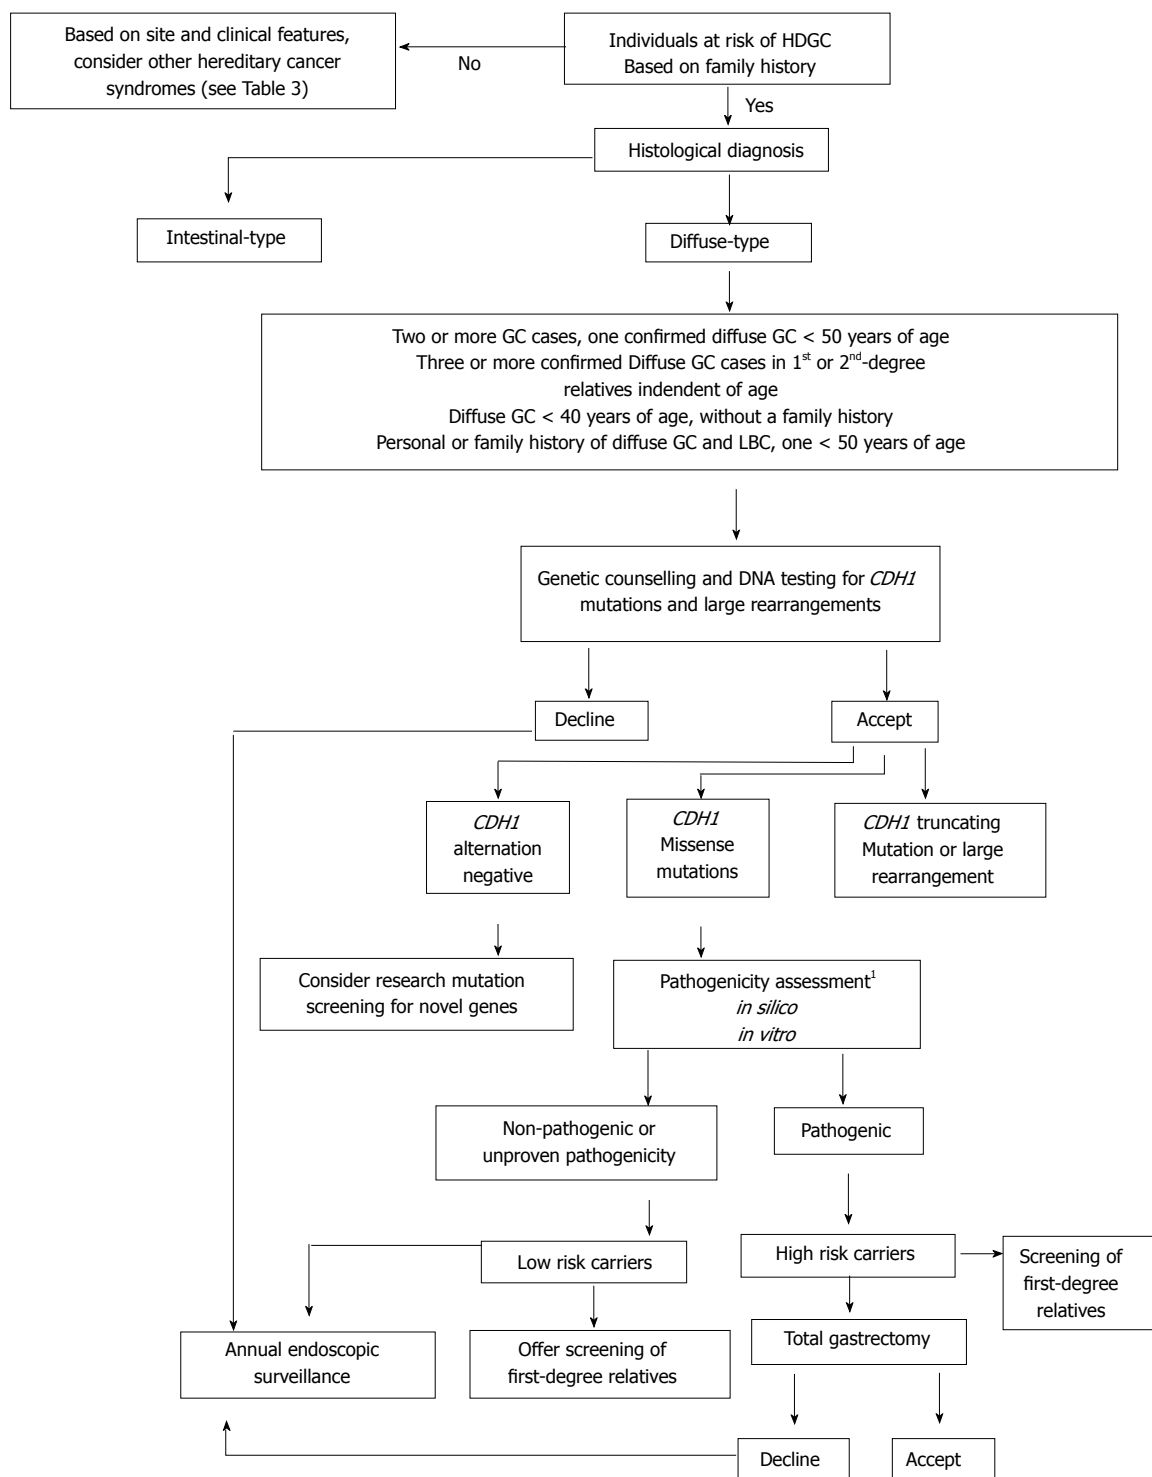 Based on site and clinical features,
consider other hereditary cancer
syndromes (see Table 3)
No
Individuals at risk of HDGC
Based on family history
Yes
Histological diagnosis
Intestinal-type
Diffuse-type
Two or more GC cases, one confirmed diffuse GC < 50 years of age
Three or more confirmed Diffuse GC cases in 1st or 2nd-degree
relatives indendent of age
Diffuse GC < 40 years of age, without a family history
Personal or family history of diffuse GC and LBC, one < 50 years of age
Genetic counselling and DNA testing for CDH1
mutations and large rearrangements
Decline
Accept
CDH1
alternation
negative
CDH1
Missense
mutations
CDH1 truncating
Mutation or large
rearrangement
Consider research mutation
screening for novel genes
Pathogenicity assessment1
in silico
in vitro
Non-pathogenic or
unproven pathogenicity
Pathogenic
Low risk carriers
High risk carriers
Screening of
first-degree
relatives
Annual endoscopic
surveillance
Offer screening of
first-degree relatives
Total gastrectomy
Decline
Accept